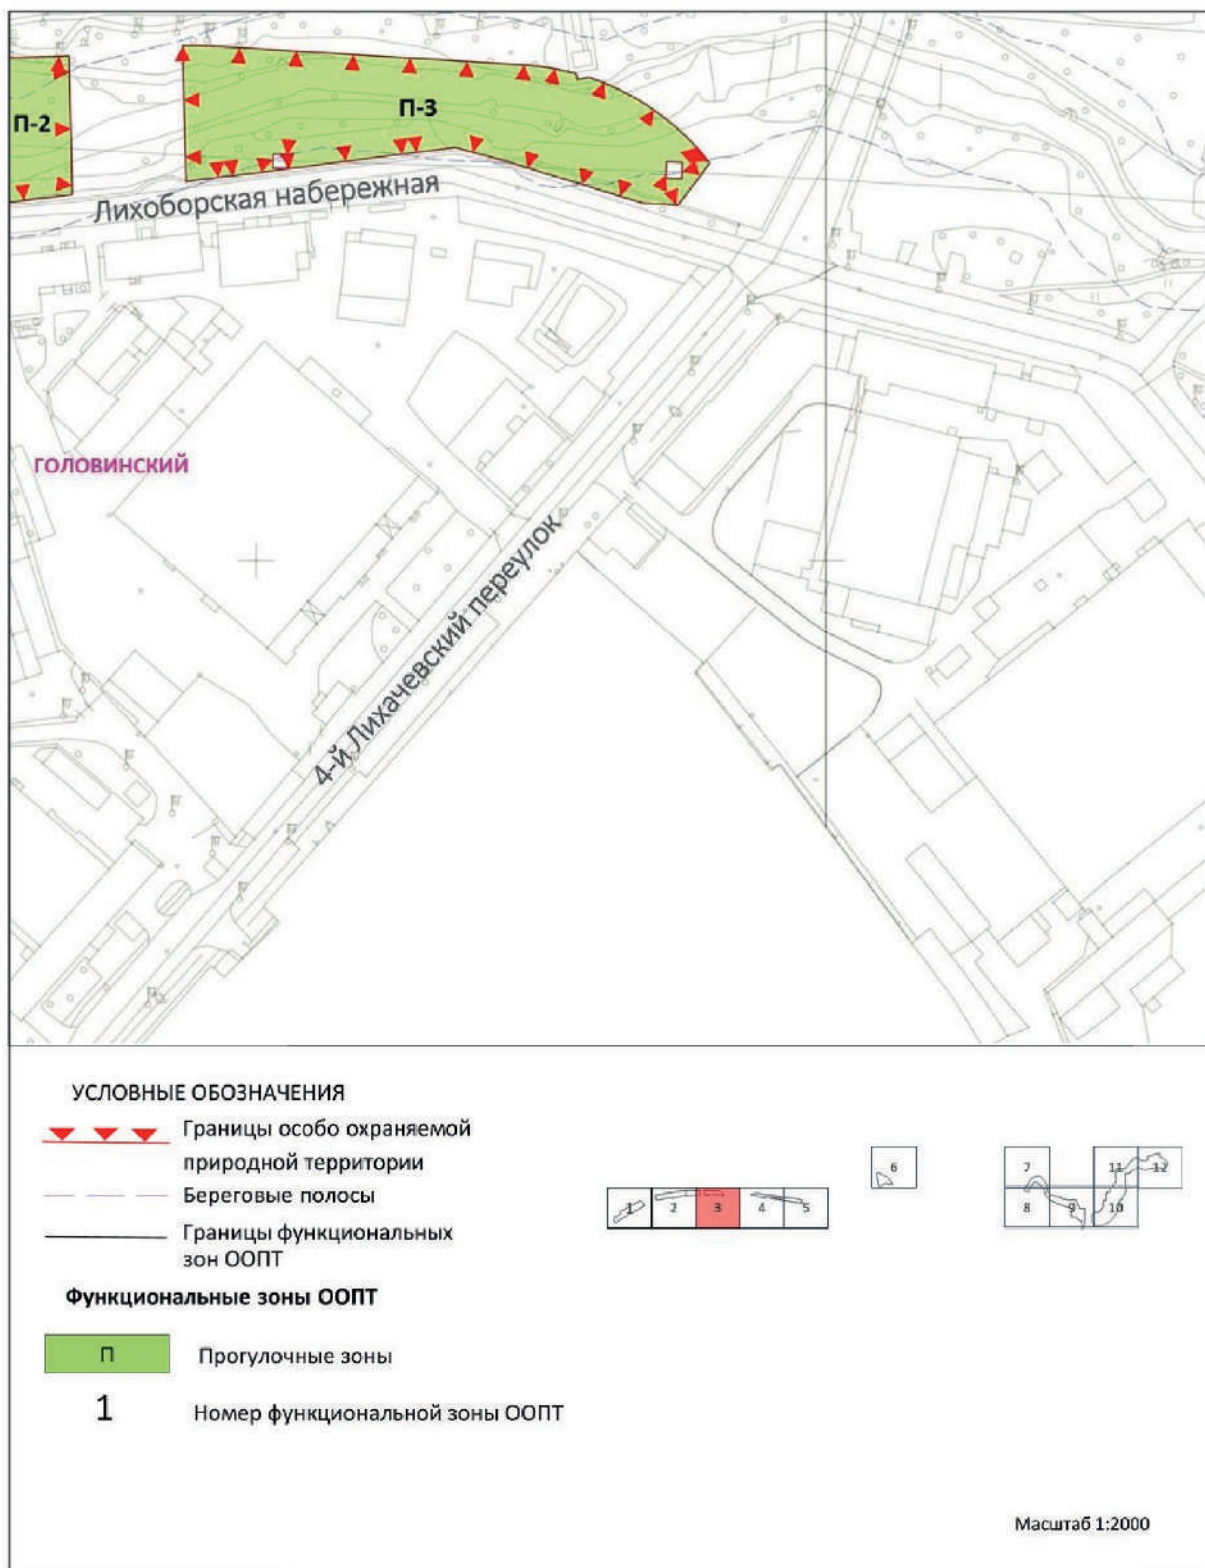 П-2
П-3
Лихоборская набережная
ГОЛОВИНСКИЙ
4-й Лихачевский переулок
УСЛОВНЫЕ ОБОЗНАЧЕНИЯ
Границы особо охраняемой
природной территории
Береговые полосы
Границы функциональных
зон ООПТ
Функциональные зоны ООПТ
П
Прогулочные зоны
1
Номер функциональной зоны ООПТ
1 2 3 4 5
6
7 11 12
8 9 10
Масштаб 1:2000